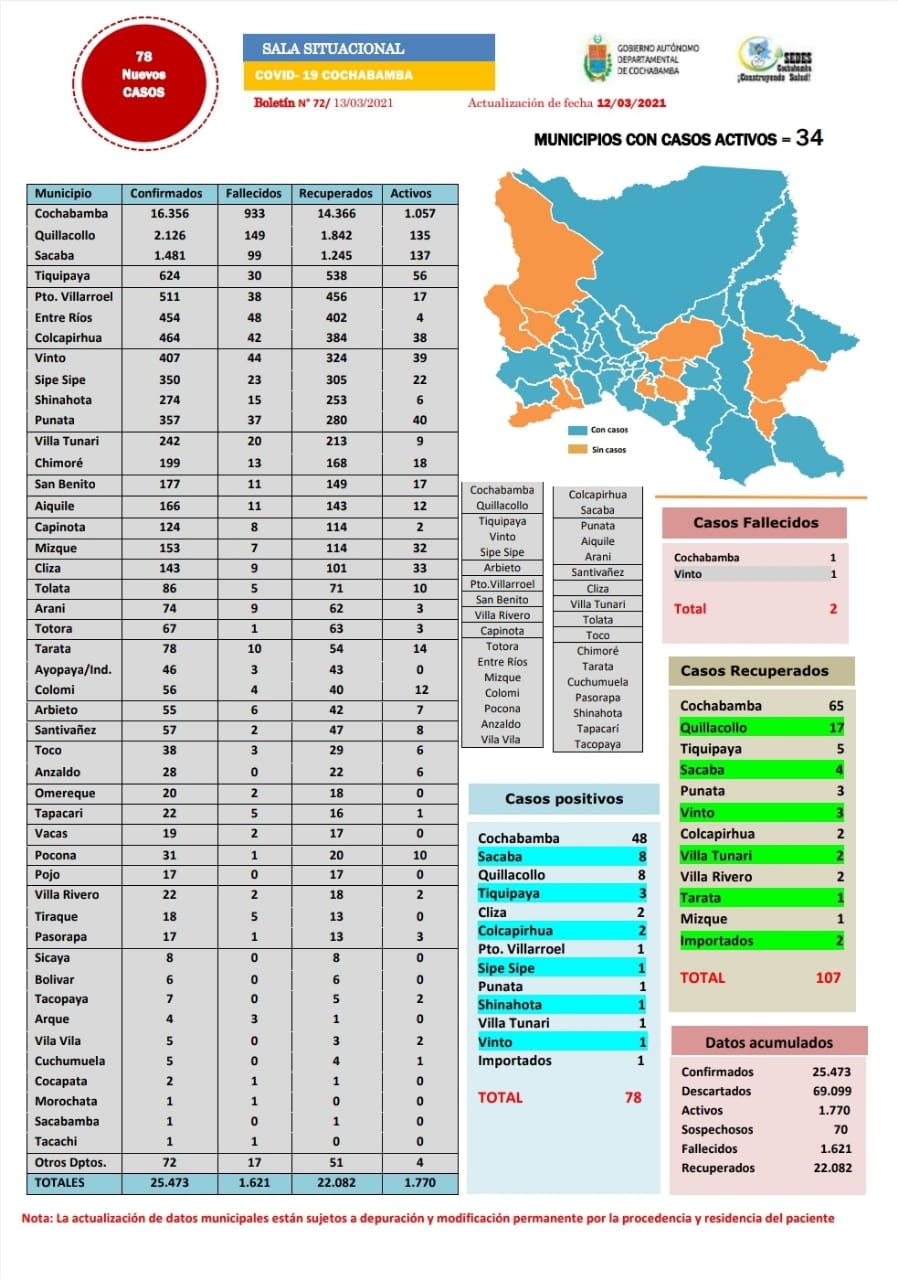 78
Nuevos
CASOS
SALA SITUACIONAL
COVID- 19 COCHABAMBA
Boletín N° 72/ 13/03/2021
Actualización de fecha 12/03/2021
GOBIERNO AUTÓNOMO
DEPARTAMENTAL
DE COCHABAMBA
SEDES
Cochabamba
¡Construyendo Salud!
MUNICIPIOS CON CASOS ACTIVOS = 34
Municipio Confirmados Fallecidos Recuperados Activos
Cochabamba 16.356 933 14.366 1.057
Quillacollo 2.126 149 1.842 135
Sacaba 1.481 99 1.245 137
Tiquipaya 624 30 538 56
Pto. Villarroel 511 38 456 17
Entre Ríos 454 48 402 4
Colcapirhua 464 42 384 38
Vinto 407 44 324 39
Sipe Sipe 350 23 305 22
Shinahota 274 15 253 6
Punata 357 37 280 40
Villa Tunari 242 20 213 9
Chimoré 199 13 168 18
San Benito 177 11 149 17
Aiquile 166 11 143 12
Capinota 124 8 114 2
Mizque 153 7 114 32
Cliza 143 9 101 33
Tolata 86 5 71 10
Arani 74 9 62 3
Totora 67 1 63 3
Tarata 78 10 54 14
Ayopaya/Ind. 46 3 43 0
Colomi 56 4 40 12
Arbieto 55 6 42 7
Santivañez 57 2 47 8
Toco 38 3 29 6
Anzaldo 28 0 22 6
Omereque 20 2 18 0
Tapacari 22 5 16 1
Vacas 19 2 17 0
Pocona 31 1 20 10
Pojo 17 0 17 0
Villa Rivero 22 2 18 2
Tiraque 18 5 13 0
Pasorapa 17 1 13 3
Sicaya 8 0 8 0
Bolivar 6 0 6 0
Tacopaya 7 0 5 2
Arque 4 3 1 0
Vila Vila 5 0 3 2
Cuchumuela 5 0 4 1
Cocapata 2 1 1 0
Morochata 1 1 0 0
Sacabamba 1 0 1 0
Tacachi 1 1 0 0
Otros Dptos. 72 17 51 4
TOTALES 25.473 1.621 22.082 1.770
Con casos
Sin casos
Cochabamba
Quillacollo
Tiquipaya
Vinto
Sipe Sipe
Arbieto
Pto.Villarroel
San Benito
Villa Rivero
Capinota
Totora
Entre Ríos
Mizque
Colomi
Pocona
Anzaldo
Vila Vila
Colcapirhua
Sacaba
Punata
Aiquile
Arani
Santivañez
Cliza
Villa Tunari
Tolata
Toco
Chimoré
Tarata
Cuchumuela
Pasorapa
Shinahota
Tapacarí
Tacopaya
Casos Fallecidos
Cochabamba 1
Vinto 1
Total 2
Casos Recuperados
Cochabamba 65
Quillacollo 17
Tiquipaya 5
Sacaba 4
Punata 3
Vinto 3
Colcapirhua 2
Villa Tunari 2
Villa Rivero 2
Tarata 1
Mizque 1
Importados 2
TOTAL 107
Casos positivos
Cochabamba 48
Sacaba 8
Quillacollo 8
Tiquipaya 3
Cliza 2
Colcapirhua 2
Pto. Villarroel 1
Sipe Sipe 1
Punata 1
Shinahota 1
Villa Tunari 1
Vinto 1
Importados 1
TOTAL 78
Datos acumulados
Confirmados 25.473
Descartados 69.099
Activos 1.770
Sospechosos 70
Fallecidos 1.621
Recuperados 22.082
Nota: La actualización de datos municipales están sujetos a depuración y modificación permanente por la procedencia y residencia del paciente